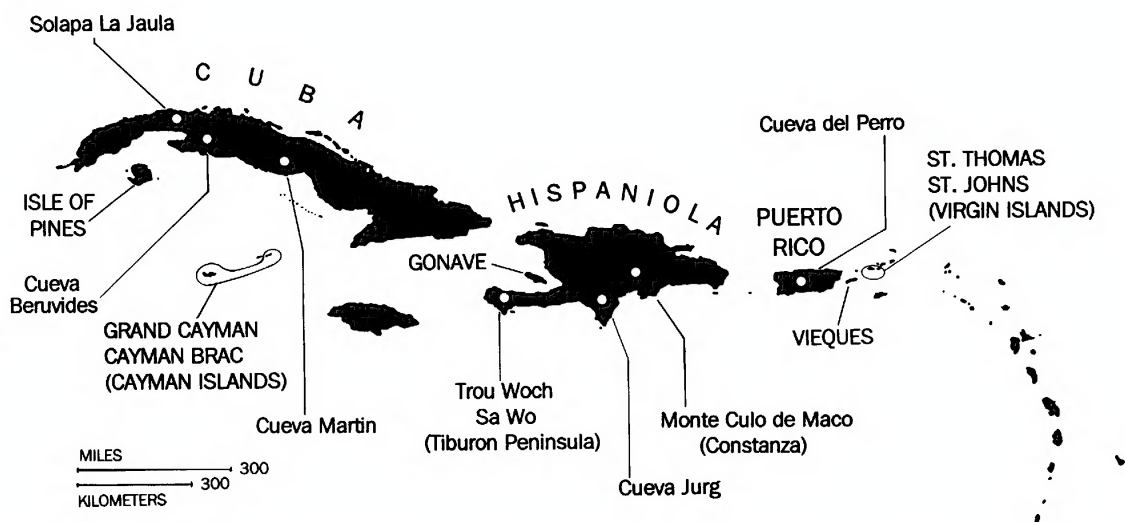 Solapa La Jaula
CUBA
ISLE OF
PINES
Cueva
Beruvides
GRAND CAYMAN
CAYMAN BRAC
(CAYMAN ISLANDS)
Cueva Martin
HISPANIOLA
GONAVE
Trou Woch
Sa Wo
(Tiburon Peninsula)
Cueva Jurg
Monte Culo de Maco
(Constanza)
Cueva del Perro
PUERTO
RICO
ST. THOMAS
ST. JOHNS
(VIRGIN ISLANDS)
VIEQUES
MILES
300
300
KILOMETERS